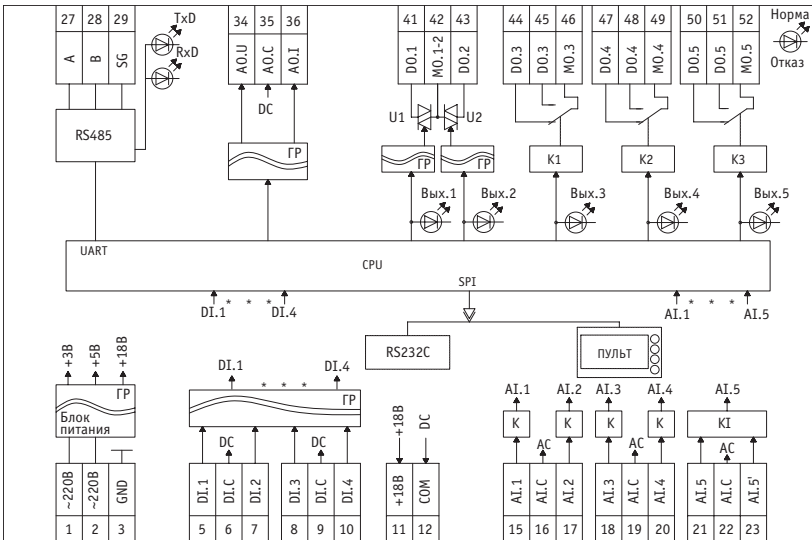 27 28 29 TxD 34 35 36 41 42 43 44 45 46 47 48 49 50 51 52 Норма
A B SG RxD AO.U AO.C AO.I DO.1 MO.1-2 DO.2 DO.3 DO.3 MO.3 DO.4 DO.4 MO.4 DO.5 DO.5 MO.5 Отказ
DC U1 U2
RS485 ГР ГР ГР K1 K2 K3
Вых.1 Вых.2 Вых.3 Вых.4 Вых.5
UART
CPU
SPI
DI.1 * * * DI.4 AI.1 * * * AI.5
RS232C ПУЛЬТ
+3В +5В +18В DI.1 * * * DI.4 AI.1 AI.2 AI.3 AI.4 AI.5
ГР ГР K K K K KI
Блок
питания
DC DC +18В DC AC AC AC
~220В ~220В GND DI.1 DI.C DI.2 DI.3 DI.C DI.4 +18В COM AI.1 AI.C AI.2 AI.3 AI.C AI.4 AI.5 AI.C AI.5'
1 2 3 5 6 7 8 9 10 11 12 15 16 17 18 19 20 21 22 23